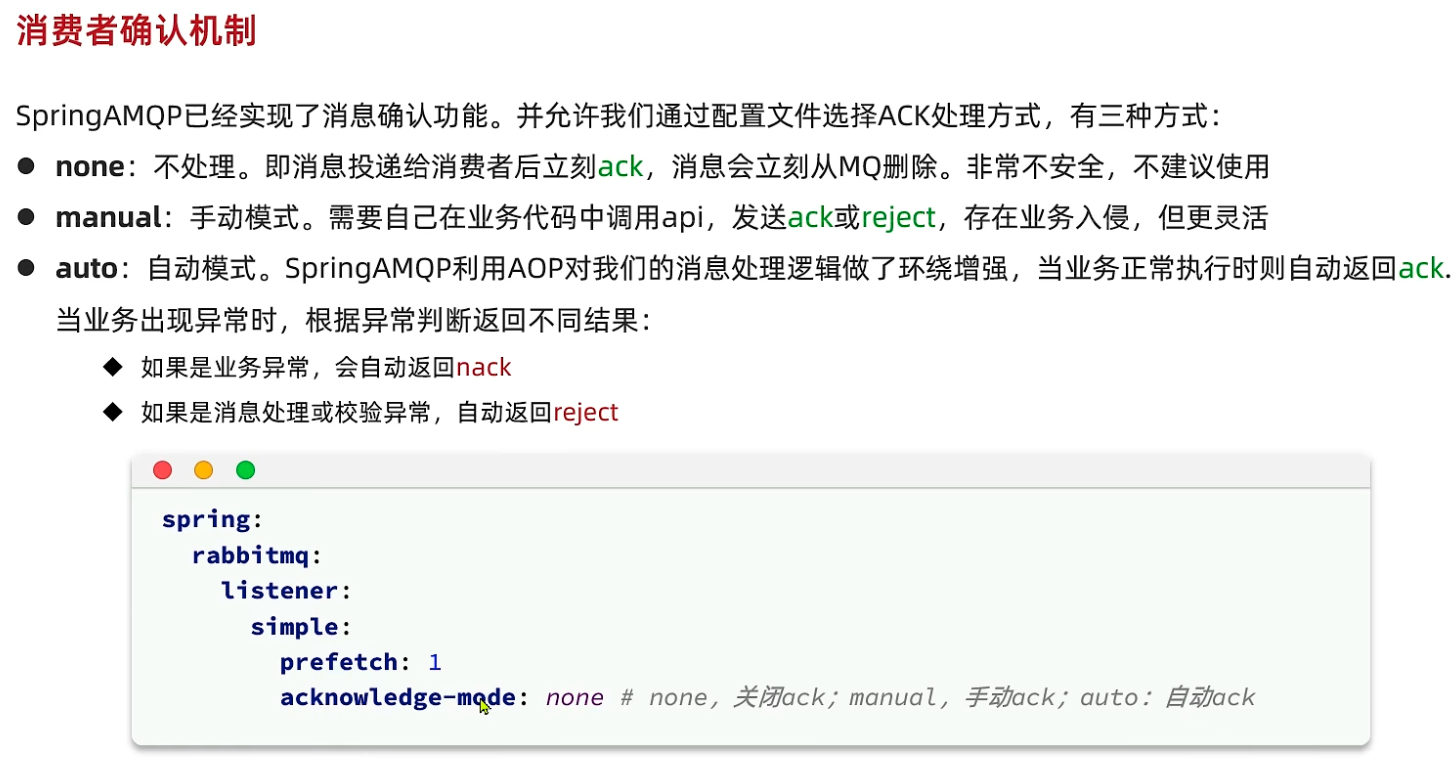 消费者确认机制
SpringAMQP已经实现了消息确认功能。并允许我们通过配置文件选择ACK处理方式，有三种方式：
● none：不处理。即消息投递给消费者后立刻ack，消息会立刻从MQ删除。非常不安全，不建议使用
● manual：手动模式。需要自己在业务代码中调用api，发送ack或reject，存在业务入侵，但更灵活
● auto：自动模式。SpringAMQP利用AOP对我们的消息处理逻辑做了环绕增强，当业务正常执行时则自动返回ack.
当业务出现异常时，根据异常判断返回不同结果：
◆ 如果是业务异常，会自动返回nack
◆ 如果是消息处理或校验异常，自动返回reject
spring:
  rabbitmq:
    listener:
      simple:
        prefetch: 1
        acknowledge-mode: none # none，关闭ack；manual，手动ack；auto：自动ack